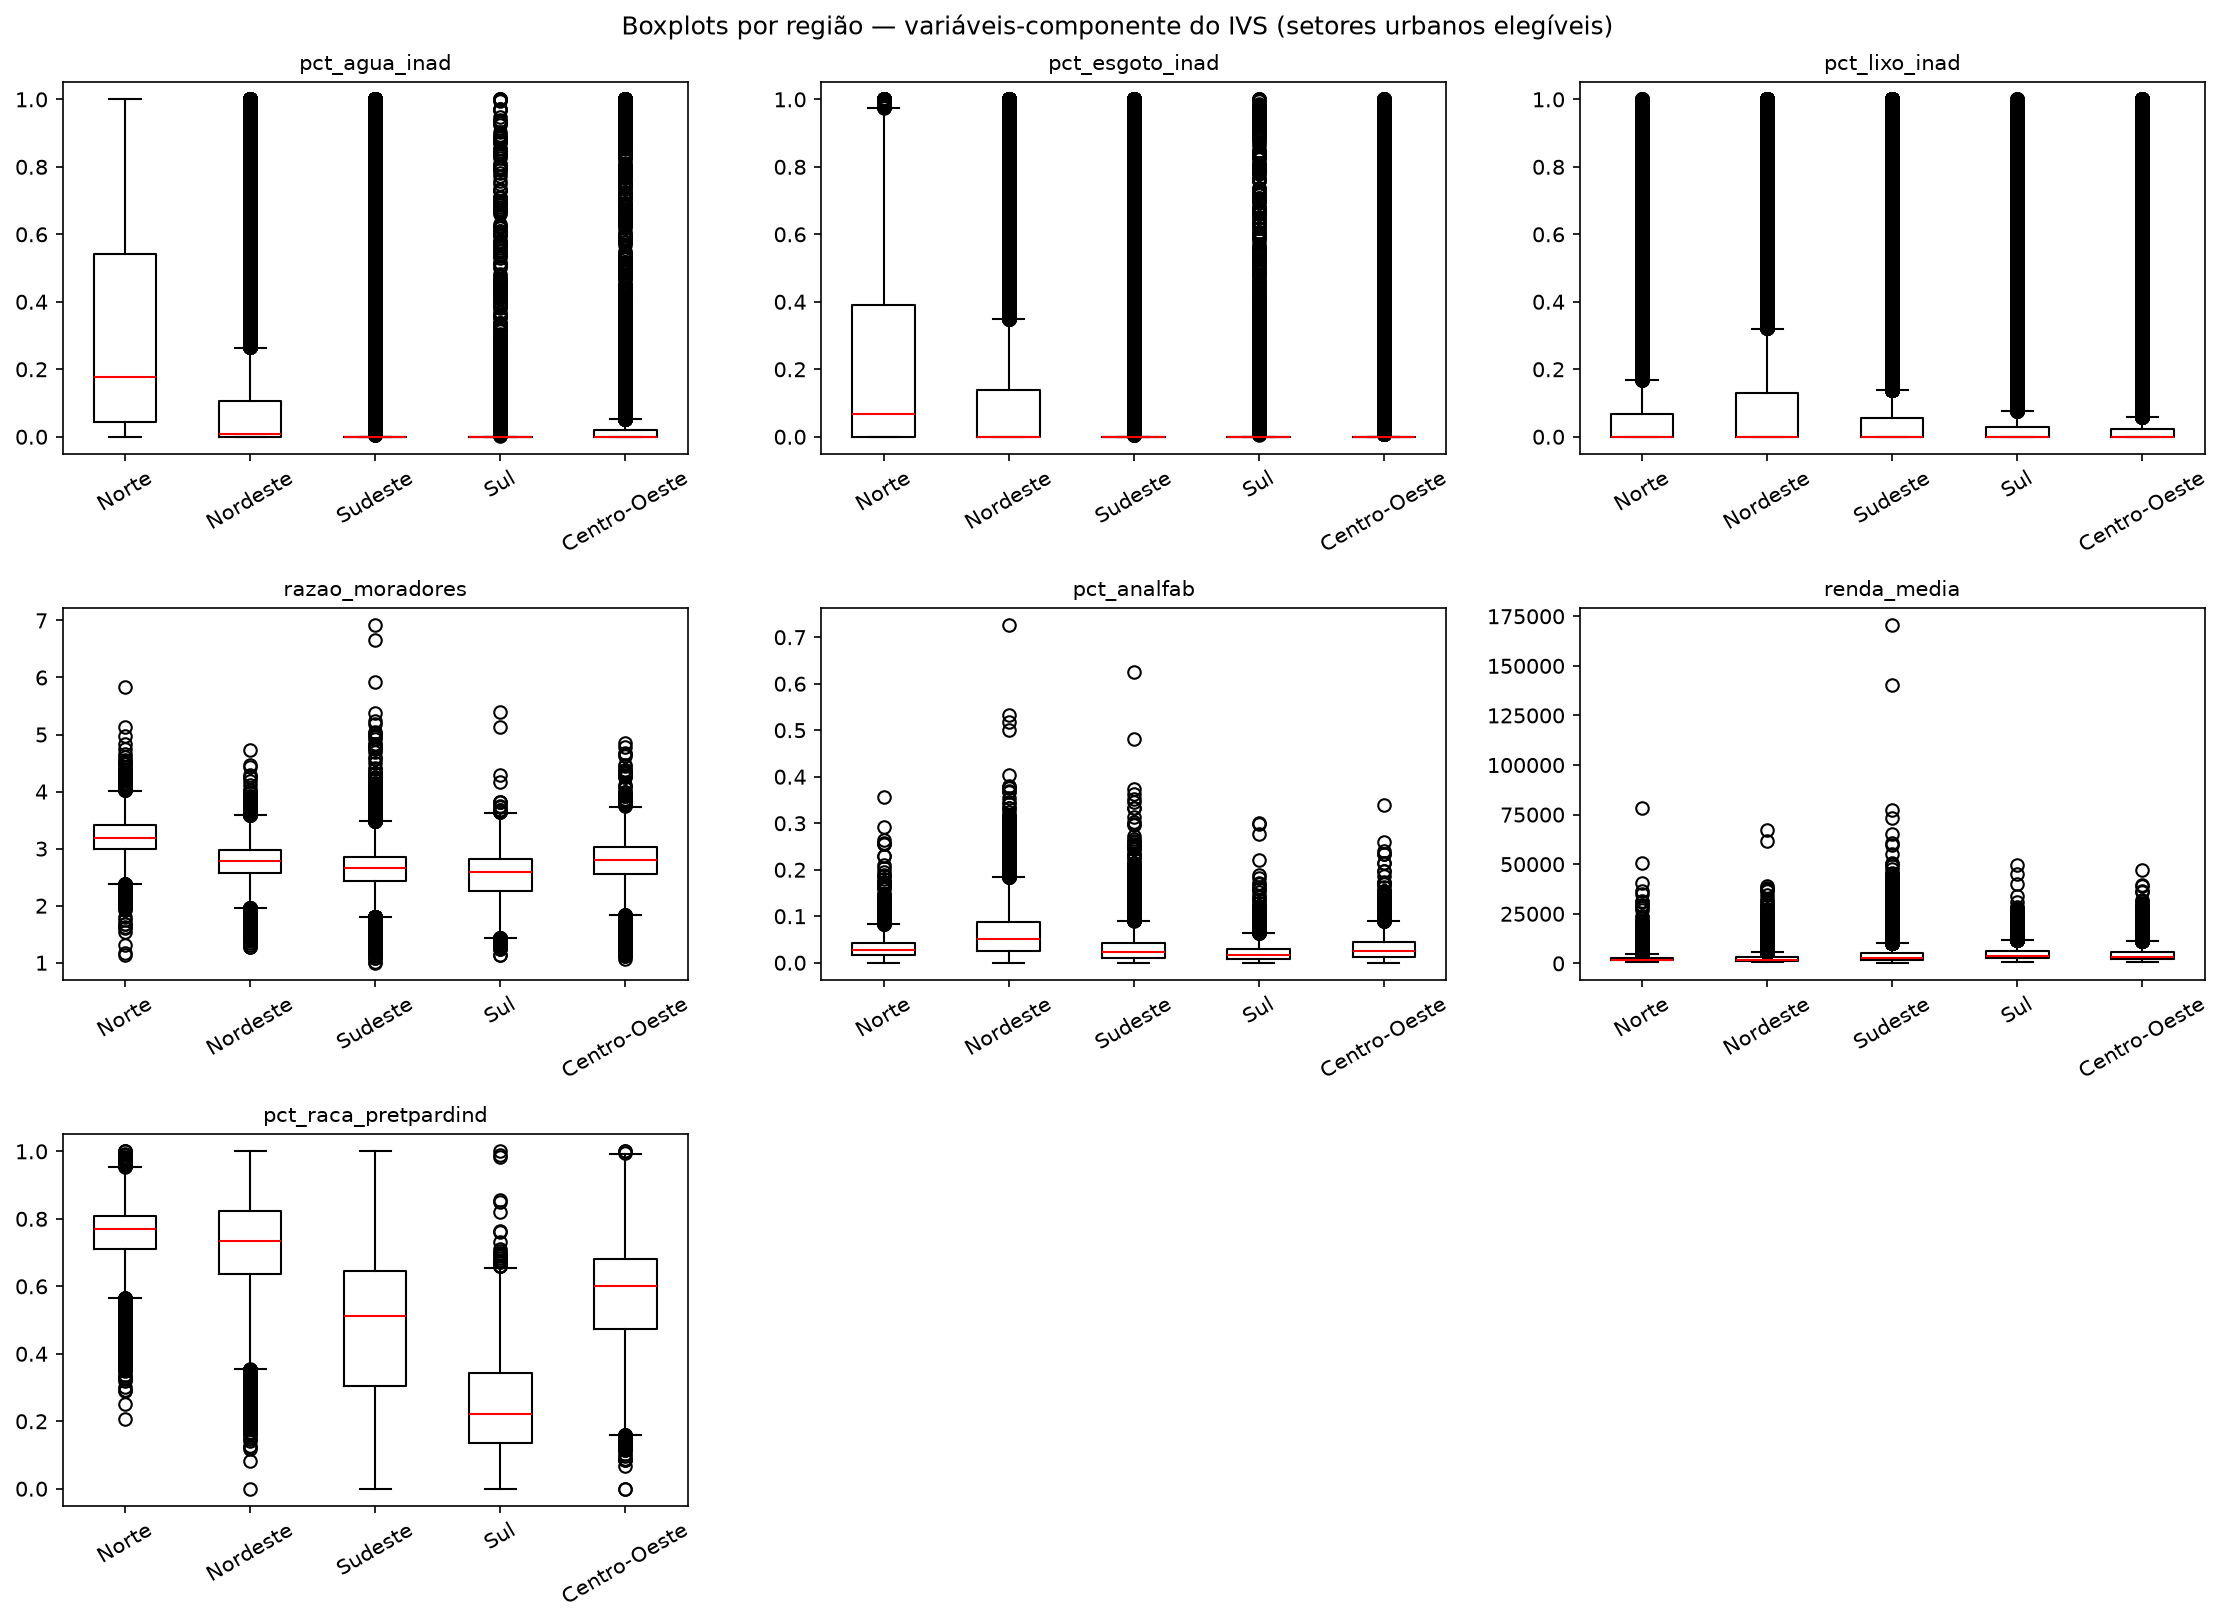 Boxplots por região — variáveis-componente do IVS (setores urbanos elegíveis)
pct_agua_inad
1.0
0.8
0.6
0.4
0.2
0.0
Norte
Nordeste
Sudeste
Sul
Centro-Oeste
pct_esgoto_inad
1.0
0.8
0.6
0.4
0.2
0.0
Norte
Nordeste
Sudeste
Sul
Centro-Oeste
pct_lixo_inad
1.0
0.8
0.6
0.4
0.2
0.0
Norte
Nordeste
Sudeste
Sul
Centro-Oeste
razao_moradores
7
6
5
4
3
2
1
Norte
Nordeste
Sudeste
Sul
Centro-Oeste
pct_analfab
0.7
0.6
0.5
0.4
0.3
0.2
0.1
0.0
Norte
Nordeste
Sudeste
Sul
Centro-Oeste
renda_media
175000
150000
125000
100000
75000
50000
25000
0
Norte
Nordeste
Sudeste
Sul
Centro-Oeste
pct_raca_pretpardind
1.0
0.8
0.6
0.4
0.2
0.0
Norte
Nordeste
Sudeste
Sul
Centro-Oeste